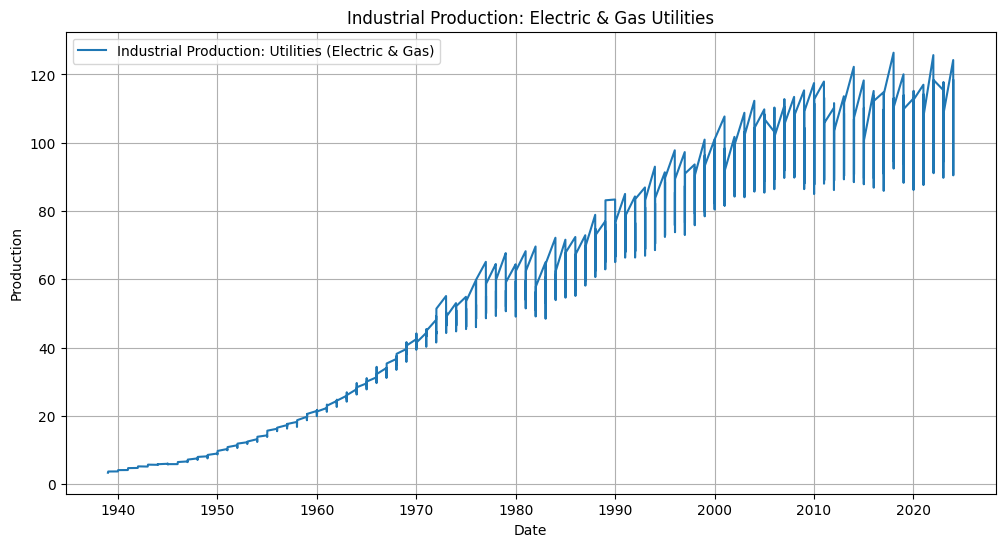 Industrial Production: Electric & Gas Utilities
Industrial Production: Utilities (Electric & Gas)
Production
120
100
80
60
40
20
0
1940 1950 1960 1970 1980 1990 2000 2010 2020
Date